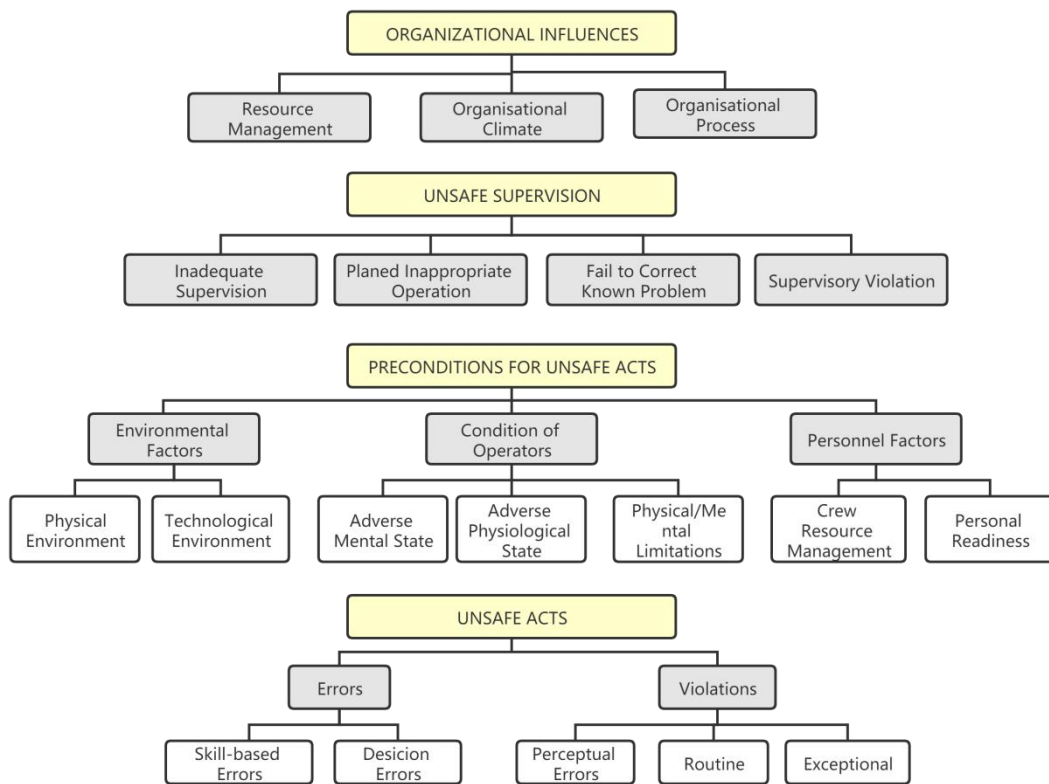 ORGANIZATIONAL INFLUENCES
Resource
Management
Organisational
Climate
Organisational
Process
UNSAFE SUPERVISION
Inadequate
Supervision
Planed Inappropriate
Operation
Fail to Correct
Known Problem
Supervisory Violation
PRECONDITIONS FOR UNSAFE ACTS
Environmental
Factors
Condition of
Operators
Personnel Factors
Physical
Environment
Technological
Environment
Adverse
Mental State
Adverse
Physiological
State
Physical/Me
ntal
Limitations
Crew
Resource
Management
Personal
Readiness
UNSAFE ACTS
Errors
Violations
Skill-based
Errors
Desicion
Errors
Perceptual
Errors
Routine
Exceptional